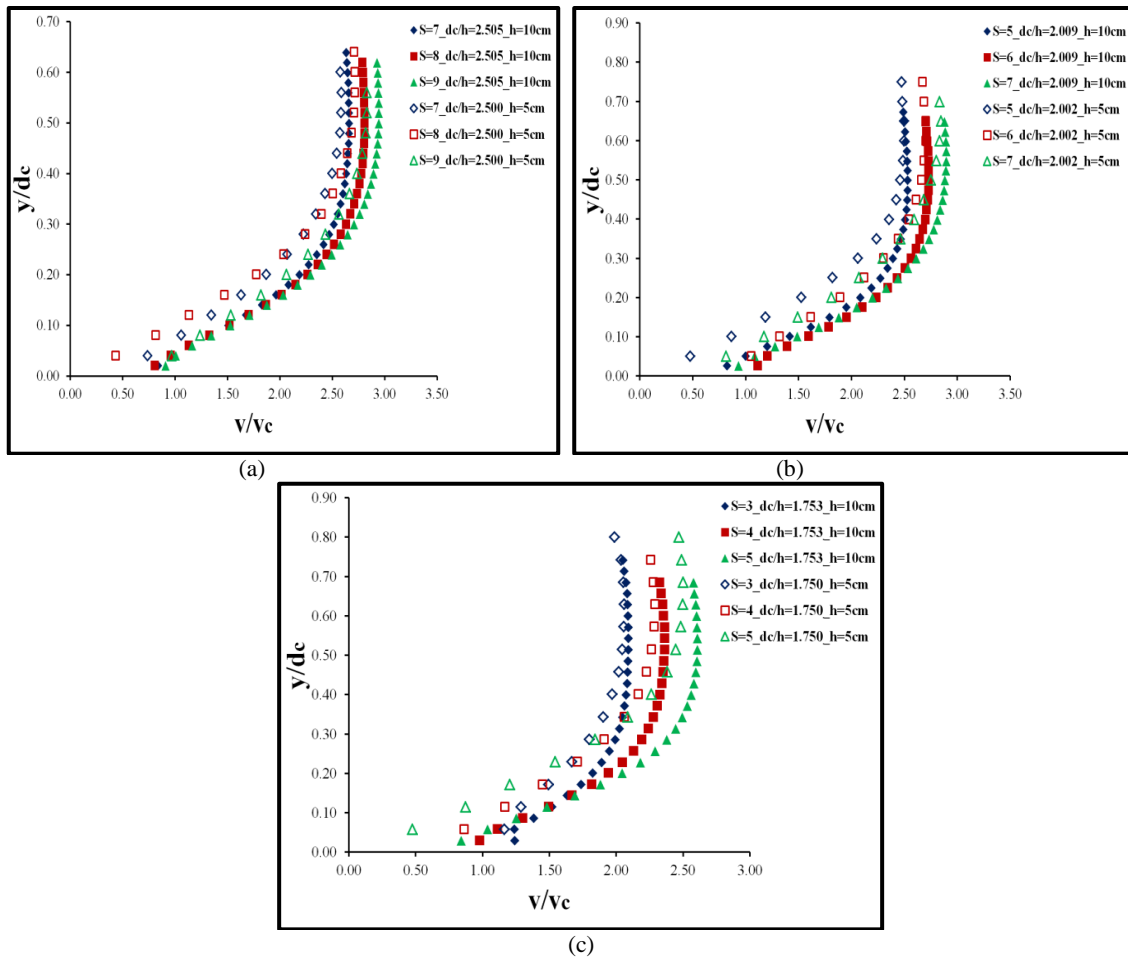 0.70
0.60
0.50
0.40
0.30
0.20
0.10
0.00
0.00 0.50 1.00 1.50 2.00 2.50 3.00 3.50
y/dc
v/vc
S=7_dc/h=2.505_h=10cm
S=8_dc/h=2.505_h=10cm
S=9_dc/h=2.505_h=10cm
S=7_dc/h=2.500_h=5cm
S=8_dc/h=2.500_h=5cm
S=9_dc/h=2.500_h=5cm
(a)
0.90
0.80
0.70
0.60
0.50
0.40
0.30
0.20
0.10
0.00
0.00 0.50 1.00 1.50 2.00 2.50 3.00 3.50
y/dc
v/vc
S=5_dc/h=2.009_h=10cm
S=6_dc/h=2.009_h=10cm
S=7_dc/h=2.009_h=10cm
S=5_dc/h=2.002_h=5cm
S=6_dc/h=2.002_h=5cm
S=7_dc/h=2.002_h=5cm
(b)
0.90
0.80
0.70
0.60
0.50
0.40
0.30
0.20
0.10
0.00
0.00 0.50 1.00 1.50 2.00 2.50 3.00
y/dc
v/vc
S=3_dc/h=1.753_h=10cm
S=4_dc/h=1.753_h=10cm
S=5_dc/h=1.753_h=10cm
S=3_dc/h=1.750_h=5cm
S=4_dc/h=1.750_h=5cm
S=5_dc/h=1.750_h=5cm
(c)